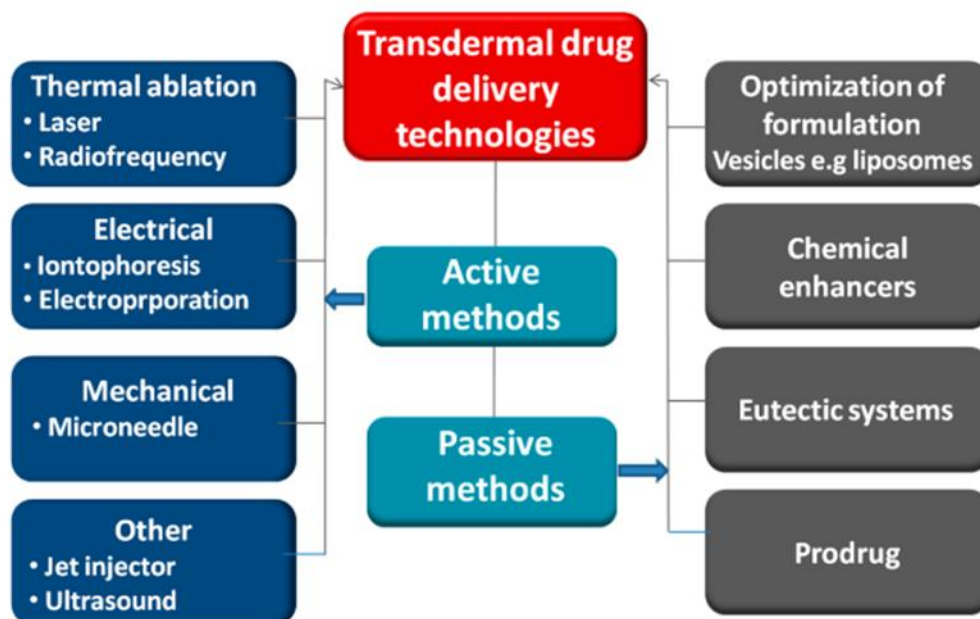 Transdermal drug
delivery
technologies
Thermal ablation
• Laser
• Radiofrequency
Electrical
• Iontophoresis
• Electroprporation
Mechanical
• Microneedle
Other
• Jet injector
• Ultrasound
Active
methods
Passive
methods
Optimization of
formulation
Vesicles e.g liposomes
Chemical
enhancers
Eutectic systems
Prodrug